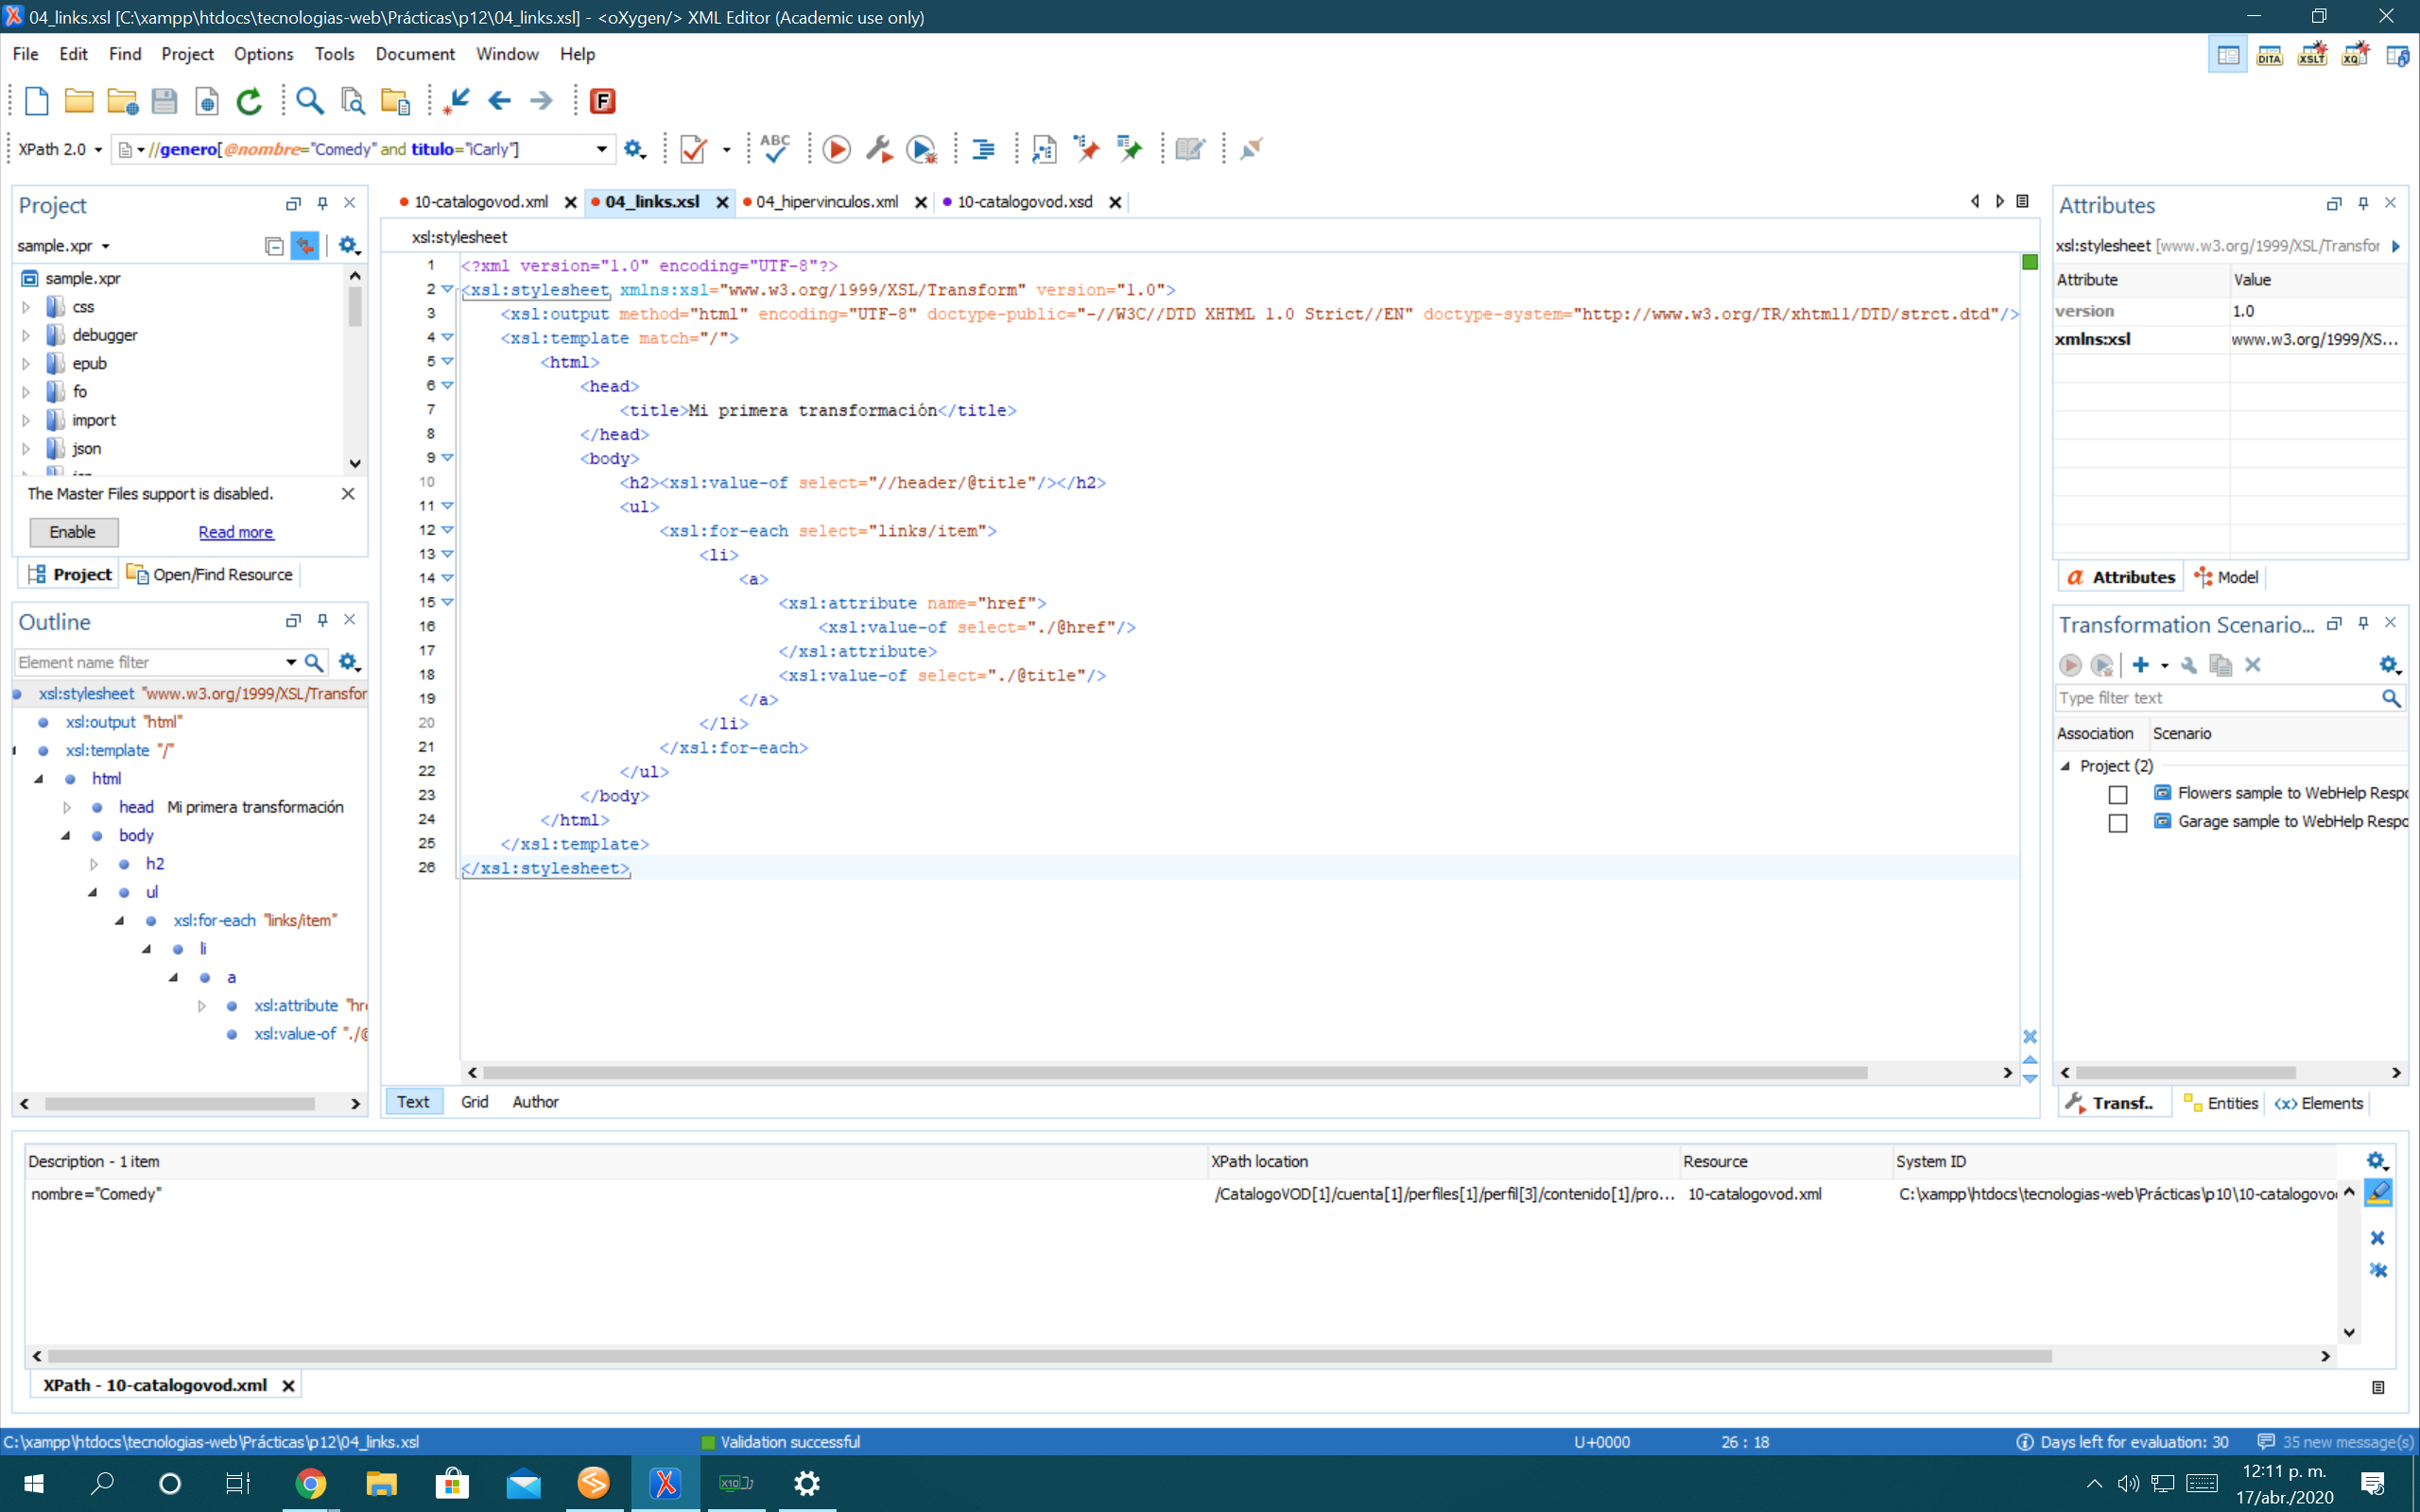 04_links.xsl [C:\xampp\htdocs\tecnologias-web\Prácticas\p12\04_links.xsl] - <oXygen/> XML Editor (Academic use only)
File Edit Find Project Options Tools Document Window Help
DITA XSLT XQ
XPath 2.0 //genero[@nombre="Comedy" and titulo="iCarly"] ABC
Project
sample.xpr
sample.xpr
css
debugger
epub
fo
import
json
The Master Files support is disabled.
Enable Read more
Project Open/Find Resource
Outline
Element name filter
xsl:stylesheet "www.w3.org/1999/XSL/Transfor
xsl:output "html"
xsl:template "/"
html
head Mi primera transformación
body
h2
ul
xsl:for-each "links/item"
li
a
xsl:attribute "hre
xsl:value-of "./@
10-catalogovod.xml 04_links.xsl 04_hipervinculos.xml 10-catalogovod.xsd
xsl:stylesheet
1 <?xml version="1.0" encoding="UTF-8"?>
2 <xsl:stylesheet xmlns:xsl="www.w3.org/1999/XSL/Transform" version="1.0">
3 <xsl:output method="html" encoding="UTF-8" doctype-public="-//W3C//DTD XHTML 1.0 Strict//EN" doctype-system="http://www.w3.org/TR/xhtml1/DTD/strct.dtd"/>
4 <xsl:template match="/">
5 <html>
6 <head>
7 <title>Mi primera transformación</title>
8 </head>
9 <body>
10 <h2><xsl:value-of select="//header/@title"/></h2>
11 <ul>
12 <xsl:for-each select="links/item">
13 <li>
14 <a>
15 <xsl:attribute name="href">
16 <xsl:value-of select="./@href"/>
17 </xsl:attribute>
18 <xsl:value-of select="./@title"/>
19 </a>
20 </li>
21 </xsl:for-each>
22 </ul>
23 </body>
24 </html>
25 </xsl:template>
26 </xsl:stylesheet>
Text Grid Author
Attributes
xsl:stylesheet [www.w3.org/1999/XSL/Transfor
Attribute Value
version 1.0
xmlns:xsl www.w3.org/1999/XS...
Attributes Model
Transformation Scenario...
Type filter text
Association Scenario
Project (2)
Flowers sample to WebHelp Respo
Garage sample to WebHelp Respo
Transf.. Entities Elements
Description - 1 item XPath location Resource System ID
nombre="Comedy" /CatalogoVOD[1]/cuenta[1]/perfiles[1]/perfil[3]/contenido[1]/pro... 10-catalogovod.xml C:\xampp\htdocs\tecnologias-web\Prácticas\p10\10-catalogovo
XPath - 10-catalogovod.xml
C:\xampp\htdocs\tecnologias-web\Prácticas\p12\04_links.xsl Validation successful U+0000 26 : 18 Days left for evaluation: 30 35 new message(s)
12:11 p. m.
17/abr./2020